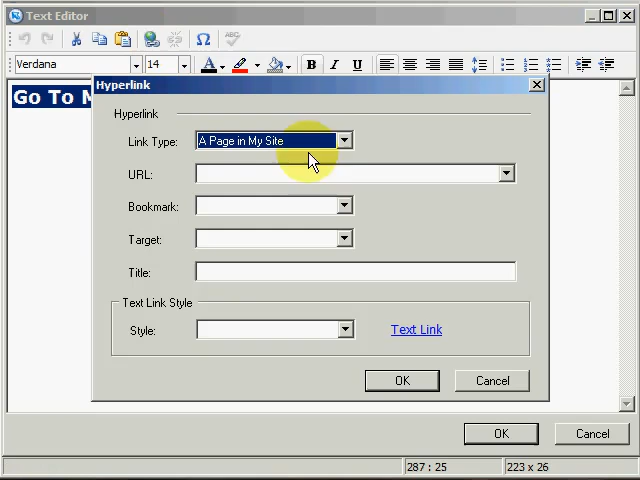 Text Editor
ABC
Verdana 14 A B I U
Go To M
Hyperlink
Hyperlink
Link Type: A Page in My Site
URL:
Bookmark:
Target:
Title:
Text Link Style
Style: Text Link
OK Cancel
OK Cancel
287 : 25 223 x 26